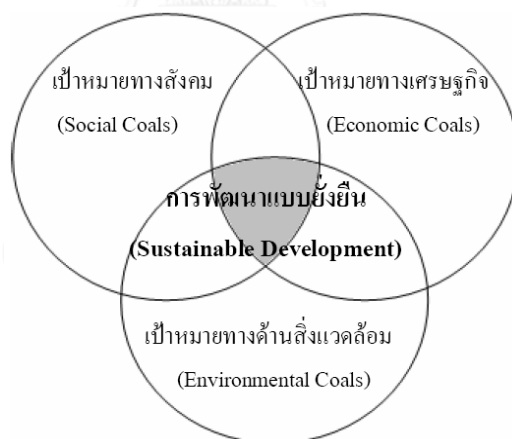 เป้าหมายทางสังคม
(Social Coals)
เป้าหมายทางเศรษฐกิจ
(Economic Coals)
การพัฒนาแบบยั่งยืน
(Sustainable Development)
เป้าหมายทางด้านสิ่งแวดล้อม
(Environmental Coals)